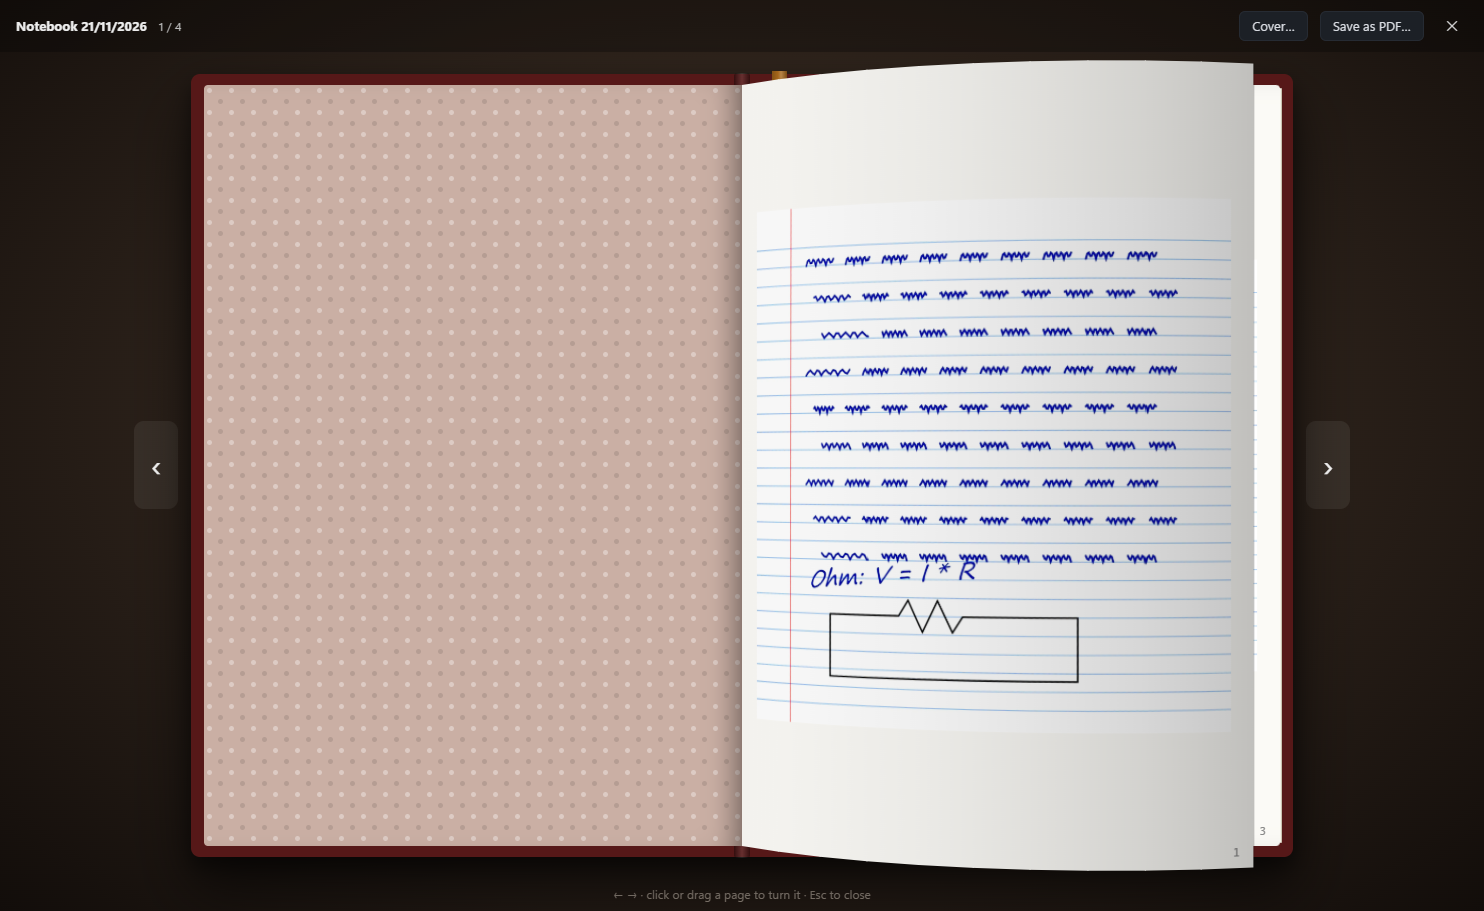 Notebook 21/11/2026 1 / 4
Cover...
Save as PDF...
Ohm: V = I * R
3
1
← → · click or drag a page to turn it · Esc to close